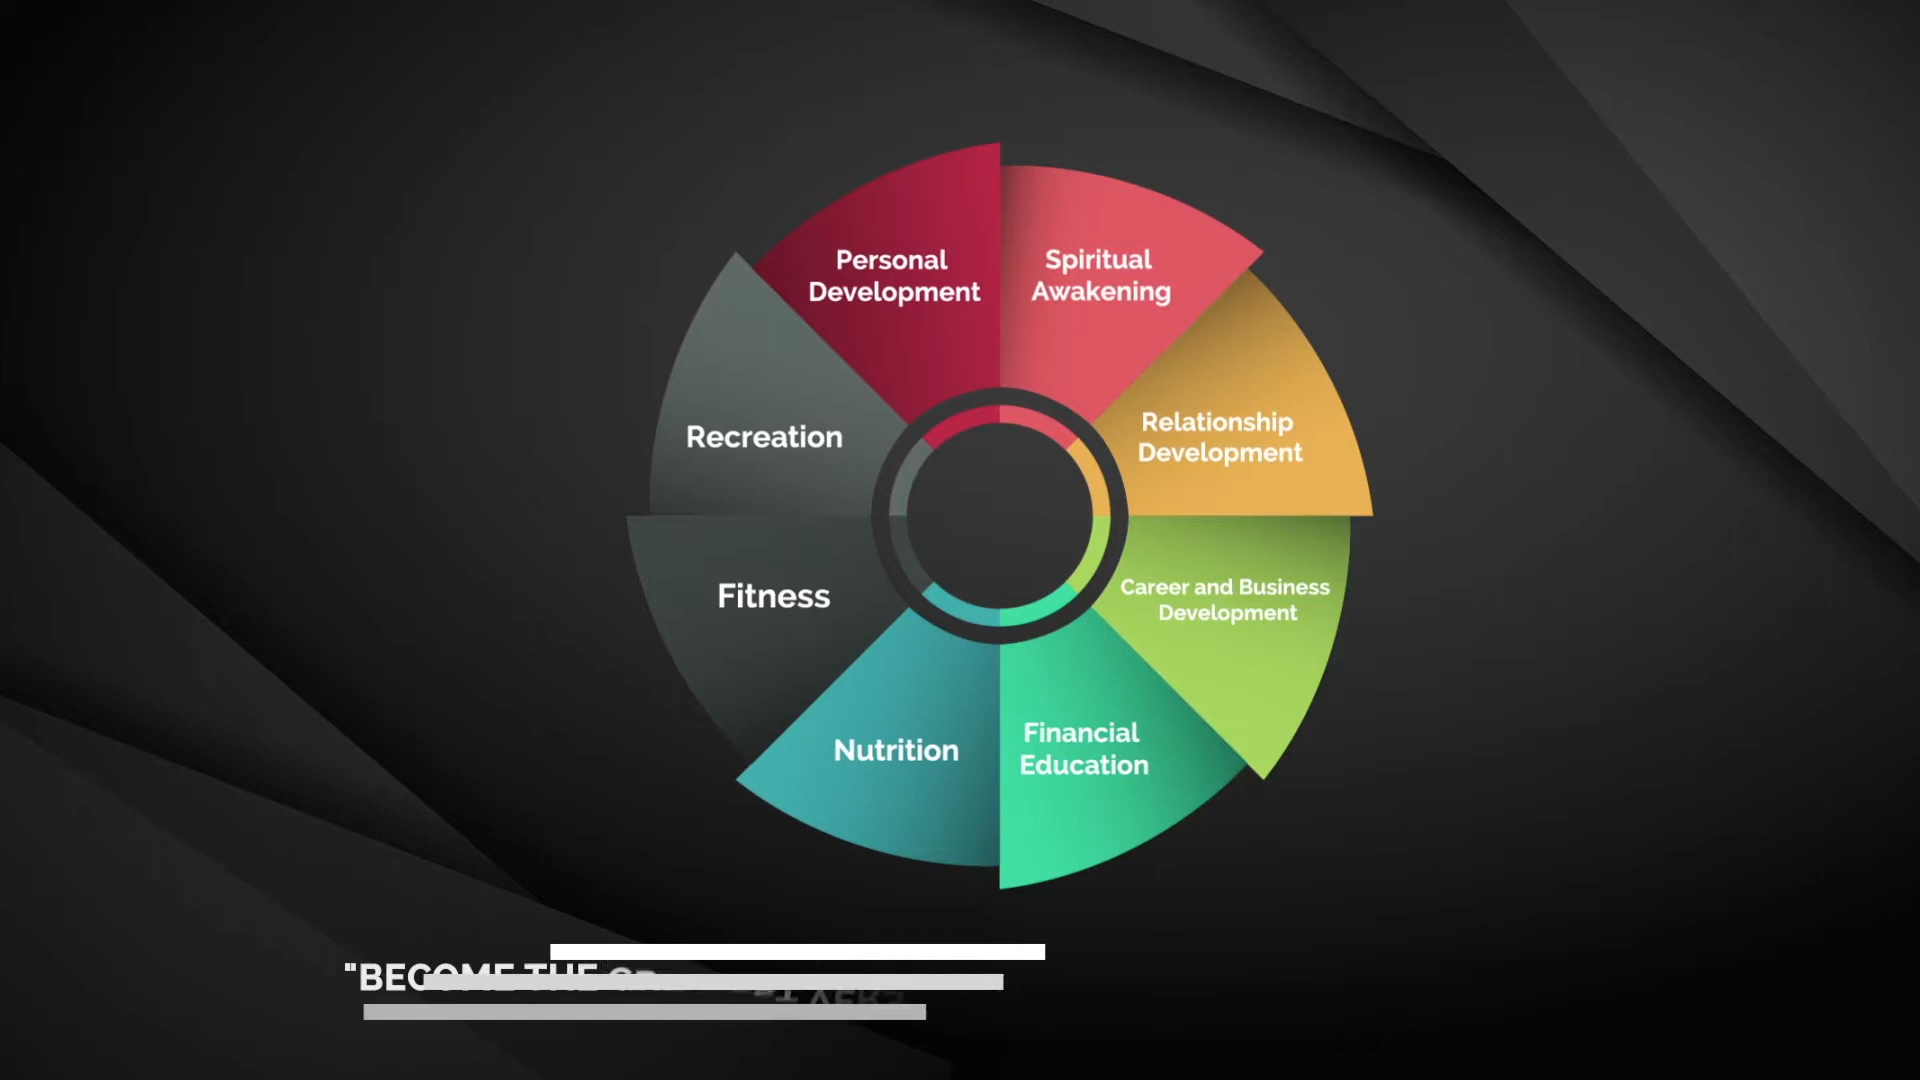 Personal
Development
Spiritual
Awakening
Relationship
Development
Recreation
Career and Business
Development
Fitness
Financial
Education
Nutrition
"BECOME THE